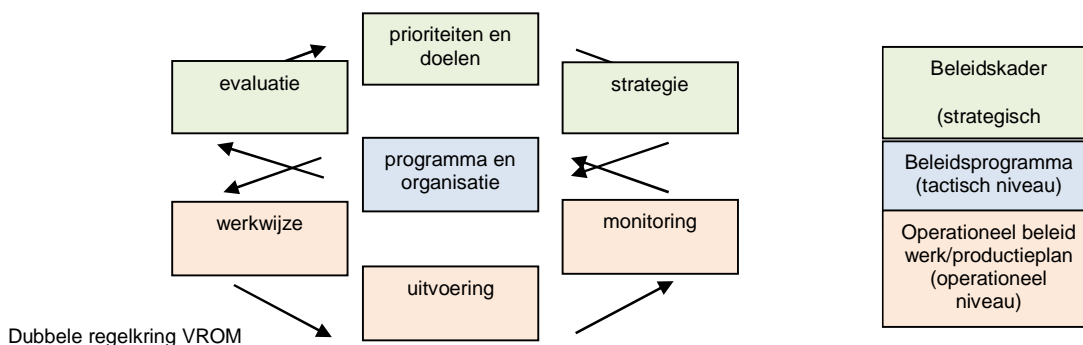 prioriteiten en
doelen
evaluatie
strategie
programma en
organisatie
werkwijze
monitoring
uitvoering
Beleidskader
(strategisch
Beleidsprogramma
(tactisch niveau)
Operationeel beleid
werk/productieplan
(operationeel
niveau)
Dubbele regelkring VROM